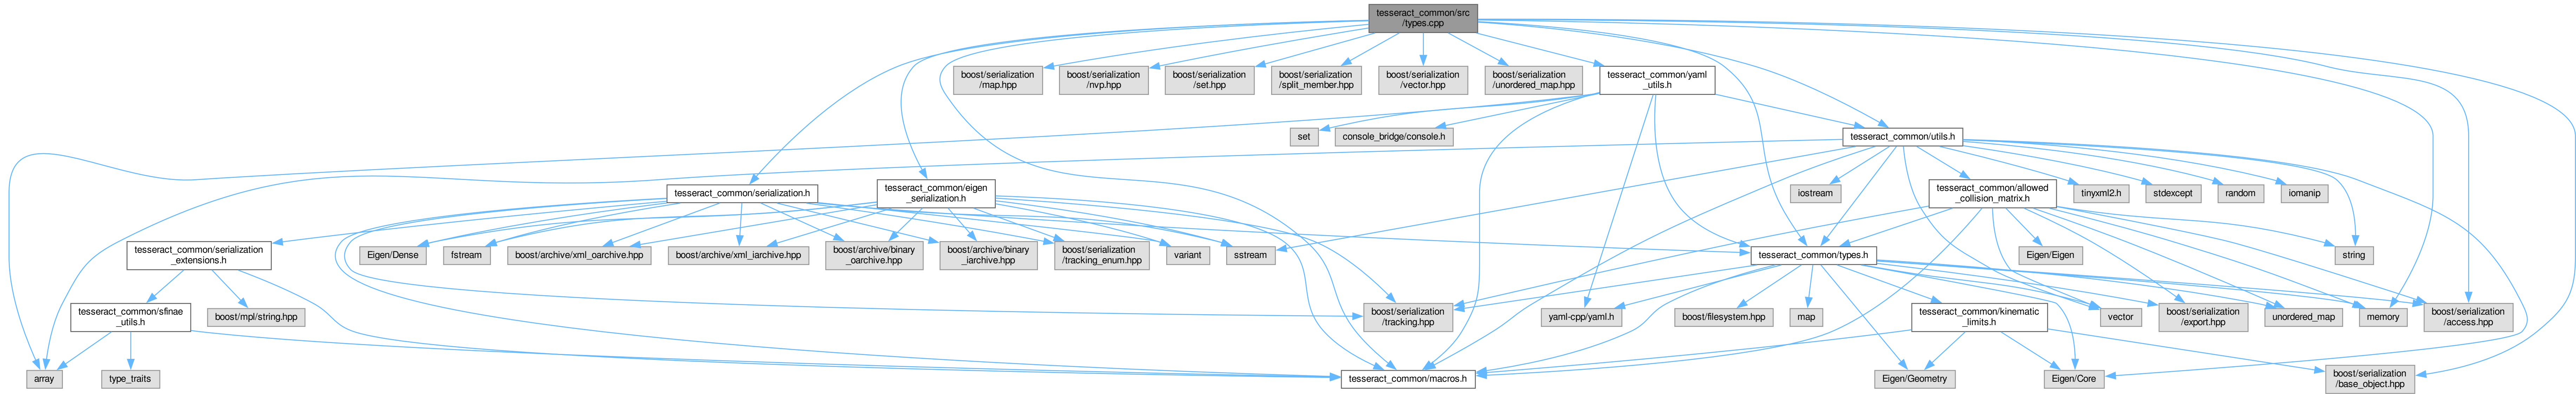 tesseract_common/src
/types.cpp
boost/serialization
/map.hpp
boost/serialization
/nvp.hpp
boost/serialization
/set.hpp
boost/serialization
/split_member.hpp
boost/serialization
/vector.hpp
boost/serialization
/unordered_map.hpp
tesseract_common/yaml
_utils.h
set
console_bridge/console.h
tesseract_common/utils.h
tesseract_common/serialization.h
tesseract_common/eigen
_serialization.h
iostream
tesseract_common/allowed
_collision_matrix.h
tinyxml2.h
stdexcept
random
iomanip
tesseract_common/serialization
_extensions.h
Eigen/Dense
fstream
boost/archive/xml_oarchive.hpp
boost/archive/xml_iarchive.hpp
boost/archive/binary
_oarchive.hpp
boost/archive/binary
_iarchive.hpp
boost/serialization
/tracking_enum.hpp
variant
sstream
tesseract_common/types.h
Eigen/Eigen
string
tesseract_common/sfinae
_utils.h
boost/mpl/string.hpp
boost/serialization
/tracking.hpp
yaml-cpp/yaml.h
boost/filesystem.hpp
map
tesseract_common/kinematic
_limits.h
vector
boost/serialization
/export.hpp
unordered_map
memory
boost/serialization
/access.hpp
array
type_traits
tesseract_common/macros.h
Eigen/Geometry
Eigen/Core
boost/serialization
/base_object.hpp